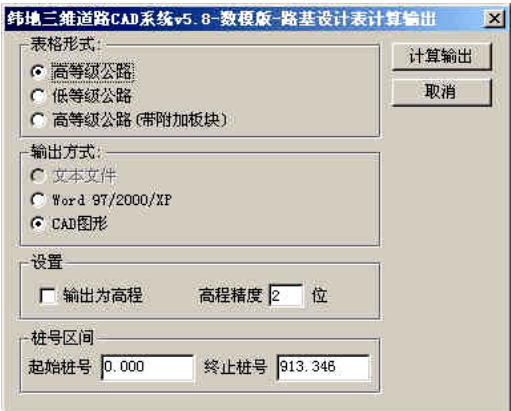 纬地三维道路CAD系统v5.8-数模版-路基设计表计算输出
表格形式:
高等级公路
低等级公路
高等级公路(带附加板块)
计算输出
取消
输出方式:
文本文件
Word 97/2000/XP
CAD图形
设置
输出为高程 高程精度 2 位
桩号区间
起始桩号 0.000 终止桩号 913.346